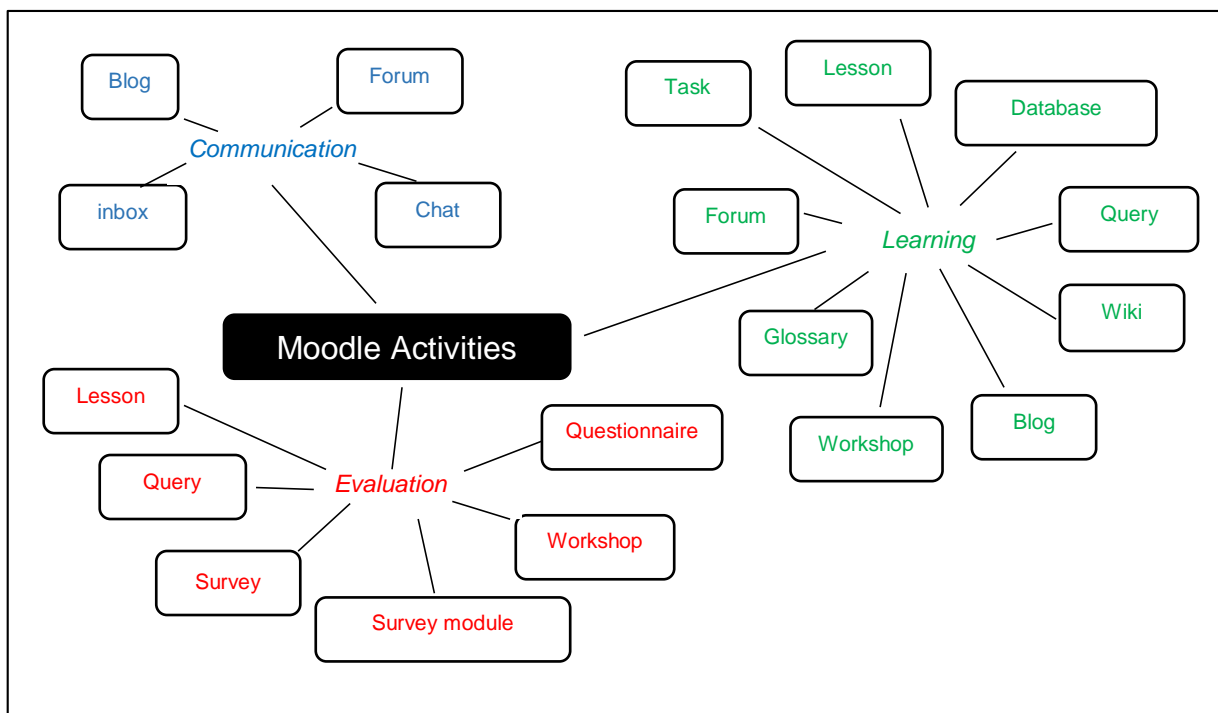 Blog
Forum
Communication
inbox
Chat
Task
Lesson
Database
Forum
Query
Learning
Glossary
Wiki
Workshop
Blog
Moodle Activities
Lesson
Questionnaire
Query
Evaluation
Workshop
Survey
Survey module